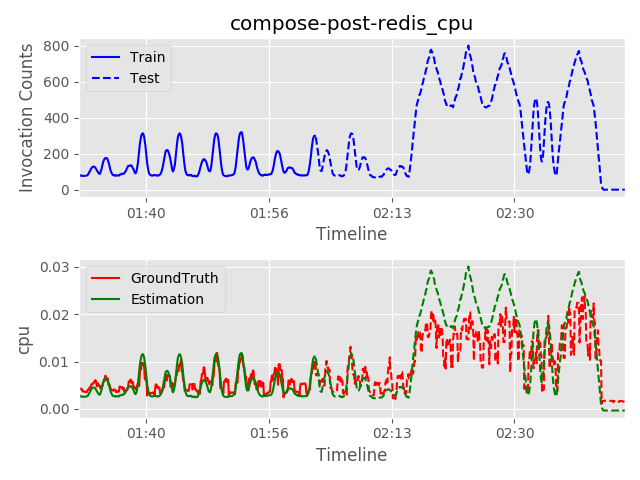 compose-post-redis_cpu
Invocation Counts
800
600
400
200
0
Train
Test
01:40
01:56
02:13
02:30
Timeline
cpu
0.03
0.02
0.01
0.00
GroundTruth
Estimation
01:40
01:56
02:13
02:30
Timeline